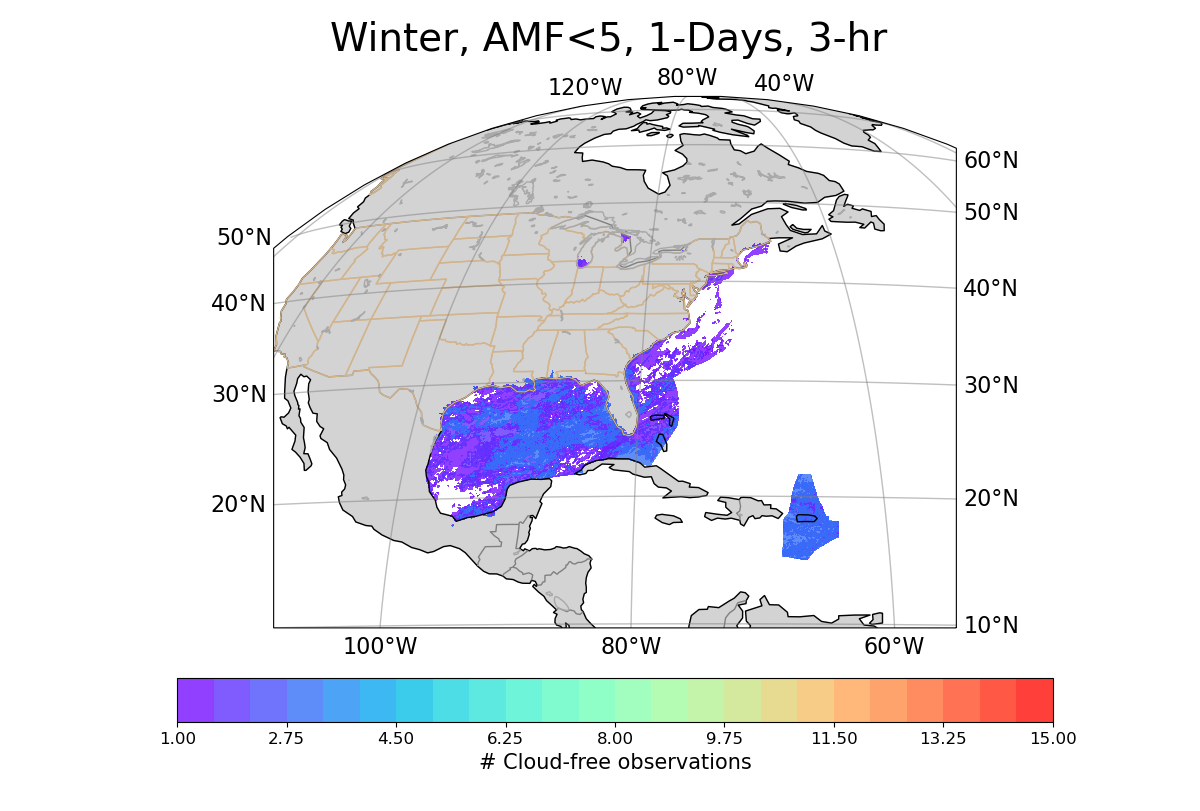 Winter, AMF<5, 1-Days, 3-hr
120°W 80°W 40°W
60°N
50°N
50°N
40°N 40°N
30°N 30°N
20°N 20°N
10°N
100°W 80°W 60°W
1.00 2.75 4.50 6.25 8.00 9.75 11.50 13.25 15.00
# Cloud-free observations